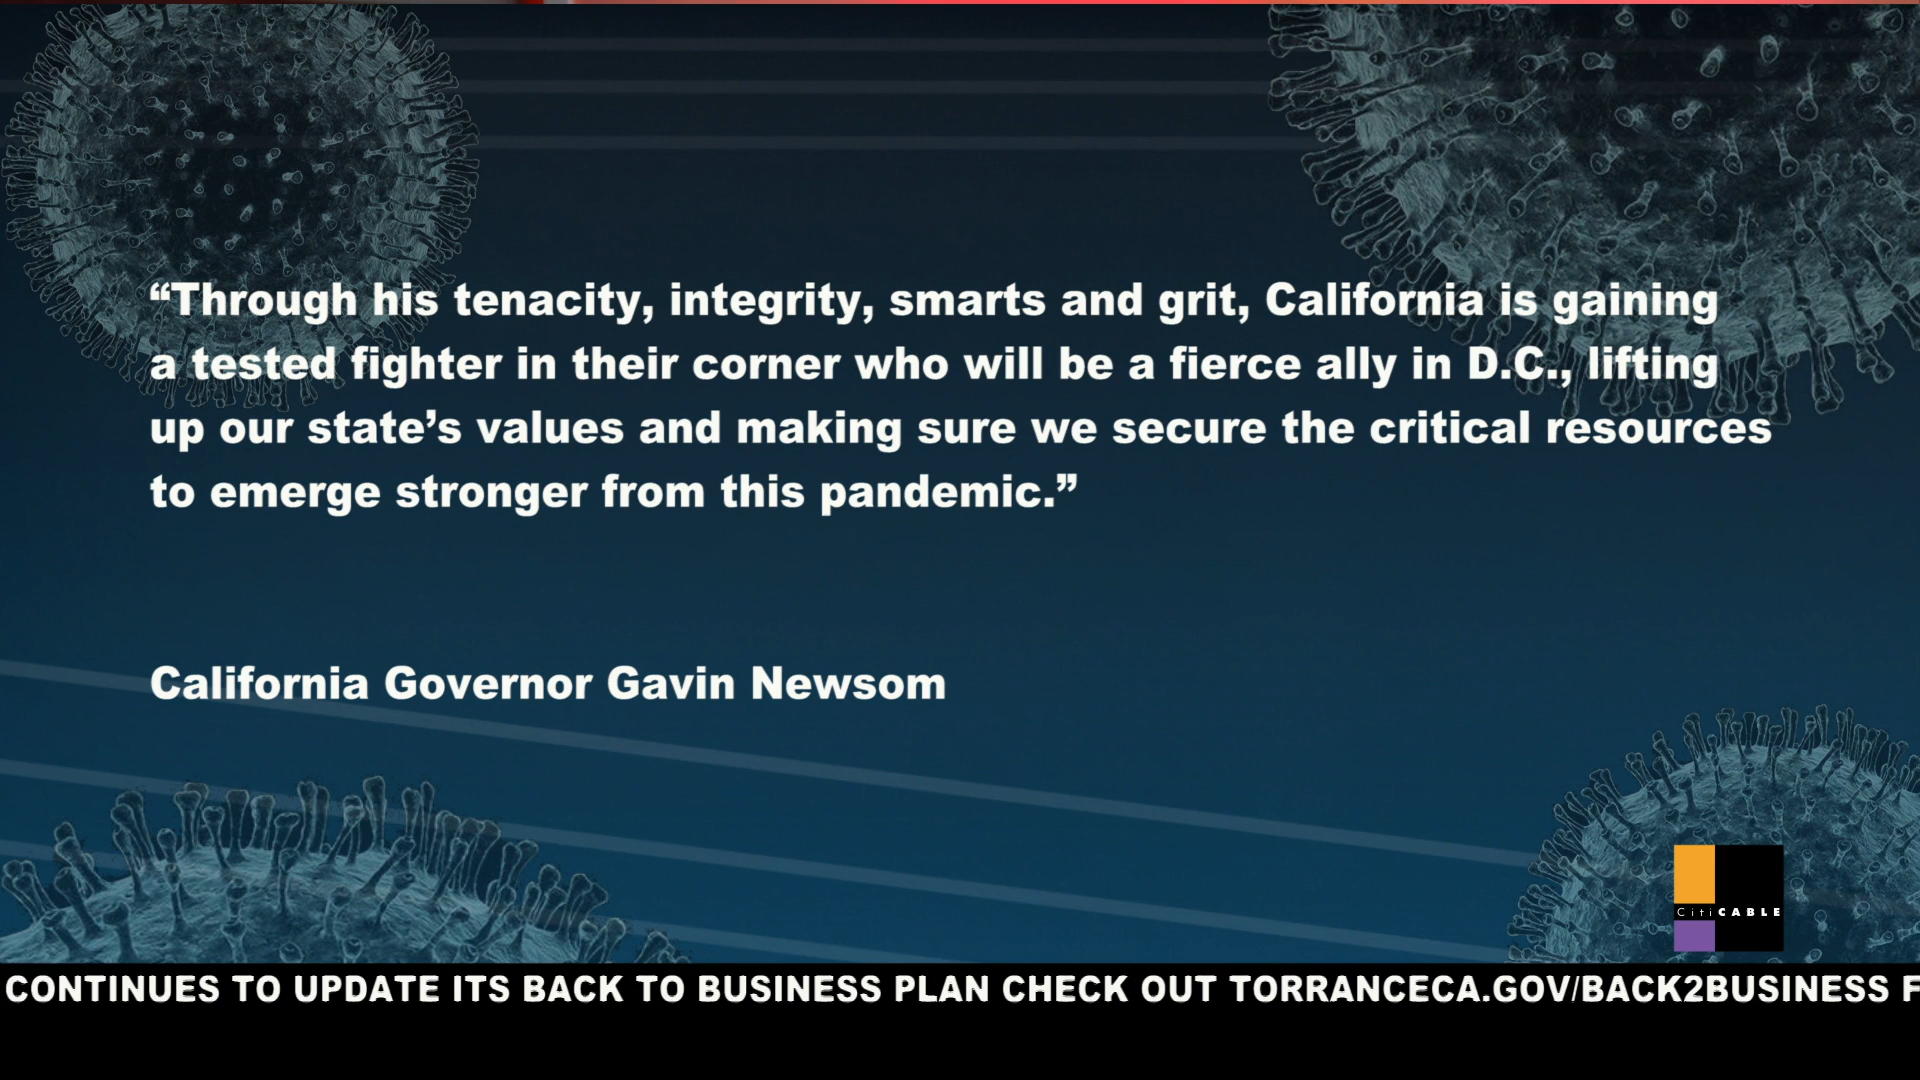 “Through his tenacity, integrity, smarts and grit, California is gaining
a tested fighter in their corner who will be a fierce ally in D.C., lifting
up our state’s values and making sure we secure the critical resources
to emerge stronger from this pandemic.”
California Governor Gavin Newsom
CitiCABLE
CONTINUES TO UPDATE ITS BACK TO BUSINESS PLAN CHECK OUT TORRANCECA.GOV/BACK2BUSINESS F